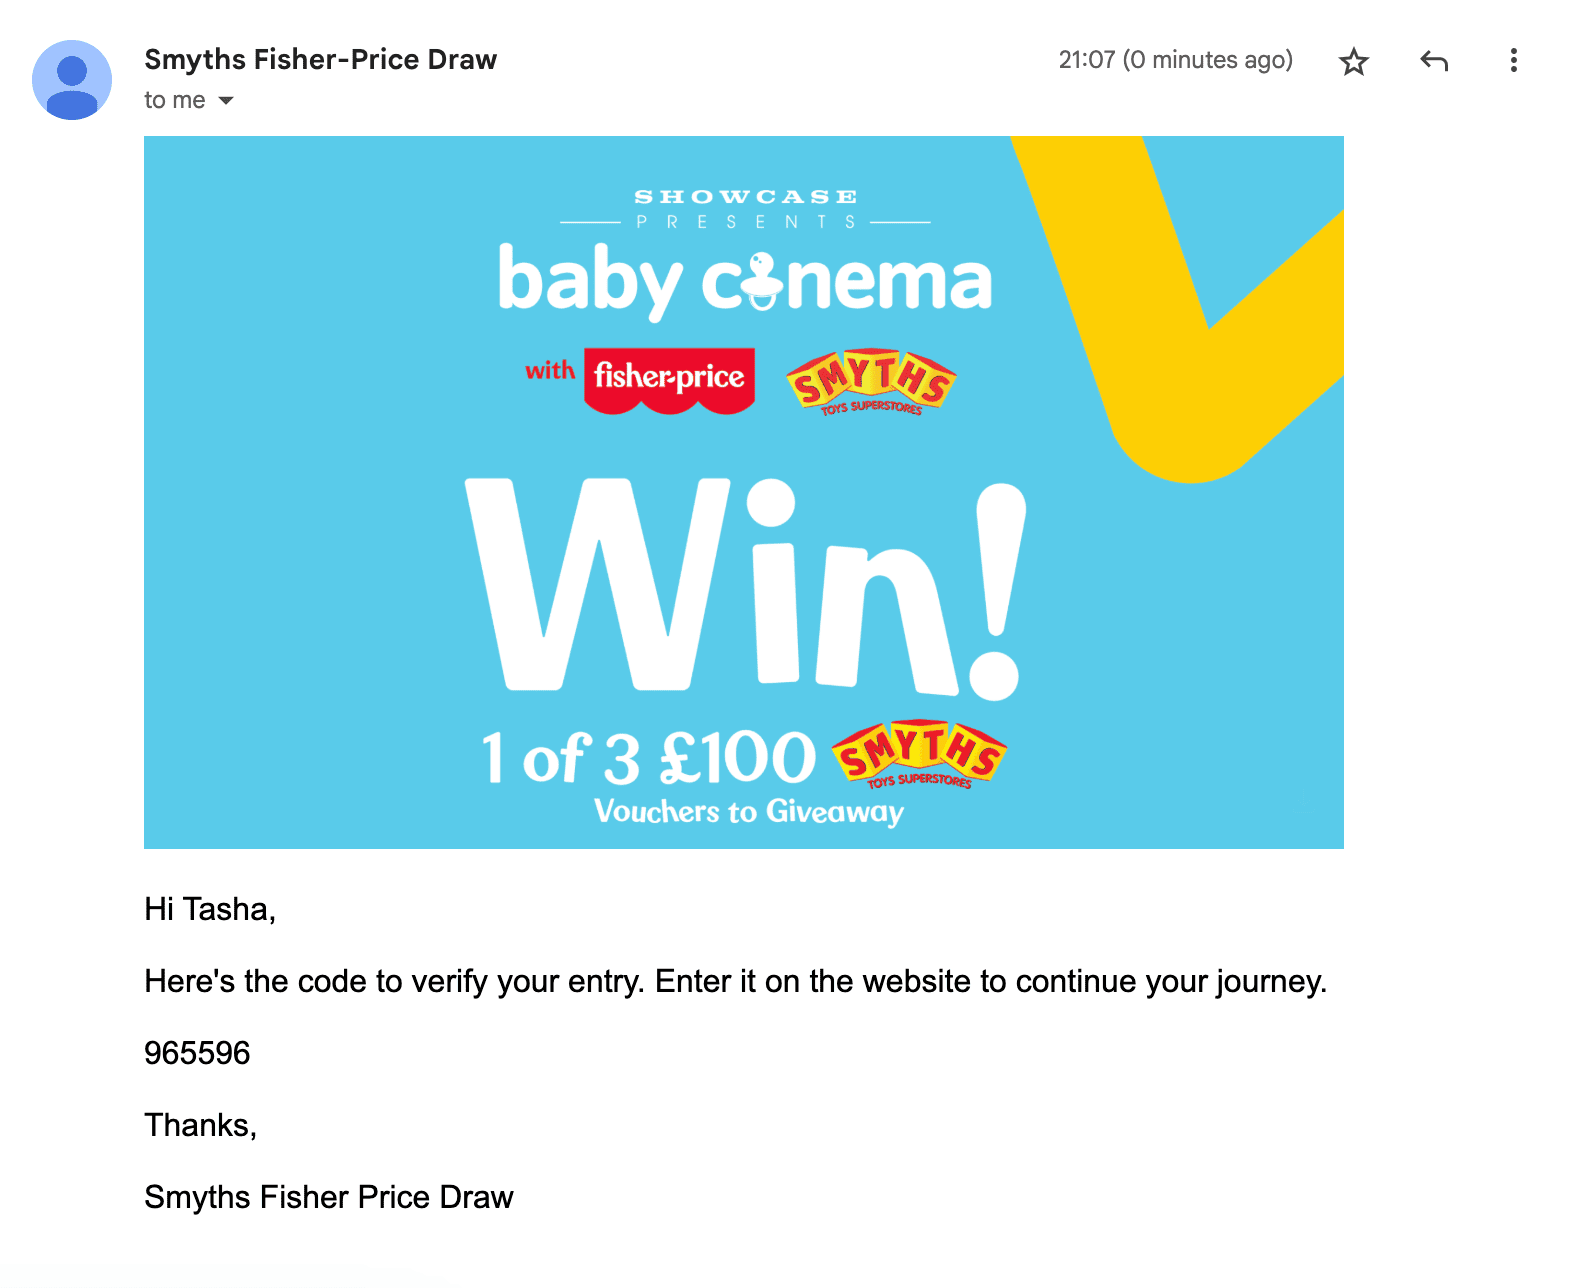 Smyths Fisher-Price Draw
21:07 (0 minutes ago)
to me
SHOWCASE
PRESENTS
baby cinema
with fisher-price SMYTHS
TOYS SUPERSTORES
Win!
1 of 3 £100 SMYTHS
TOYS SUPERSTORES
Vouchers to Giveaway
Hi Tasha,
Here's the code to verify your entry. Enter it on the website to continue your journey.
965596
Thanks,
Smyths Fisher Price Draw